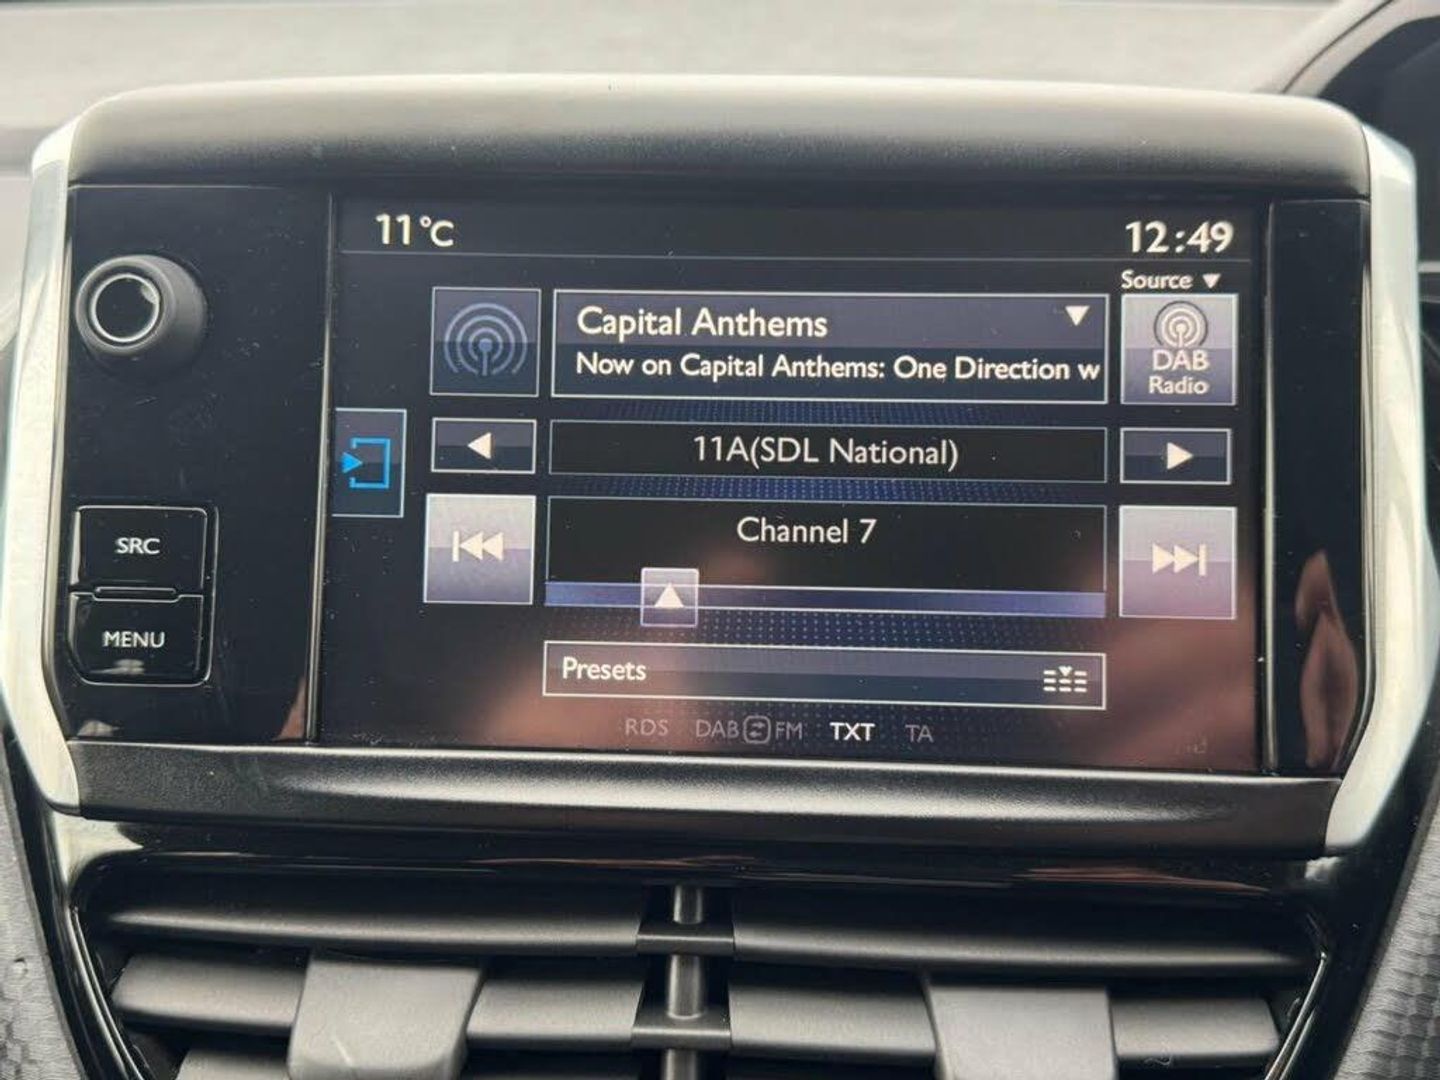 11°C
12:49
Source
Capital Anthems
Now on Capital Anthems: One Direction w
DAB
Radio
11A(SDL National)
SRC
Channel 7
MENU
Presets
RDS DAB FM TXT TA